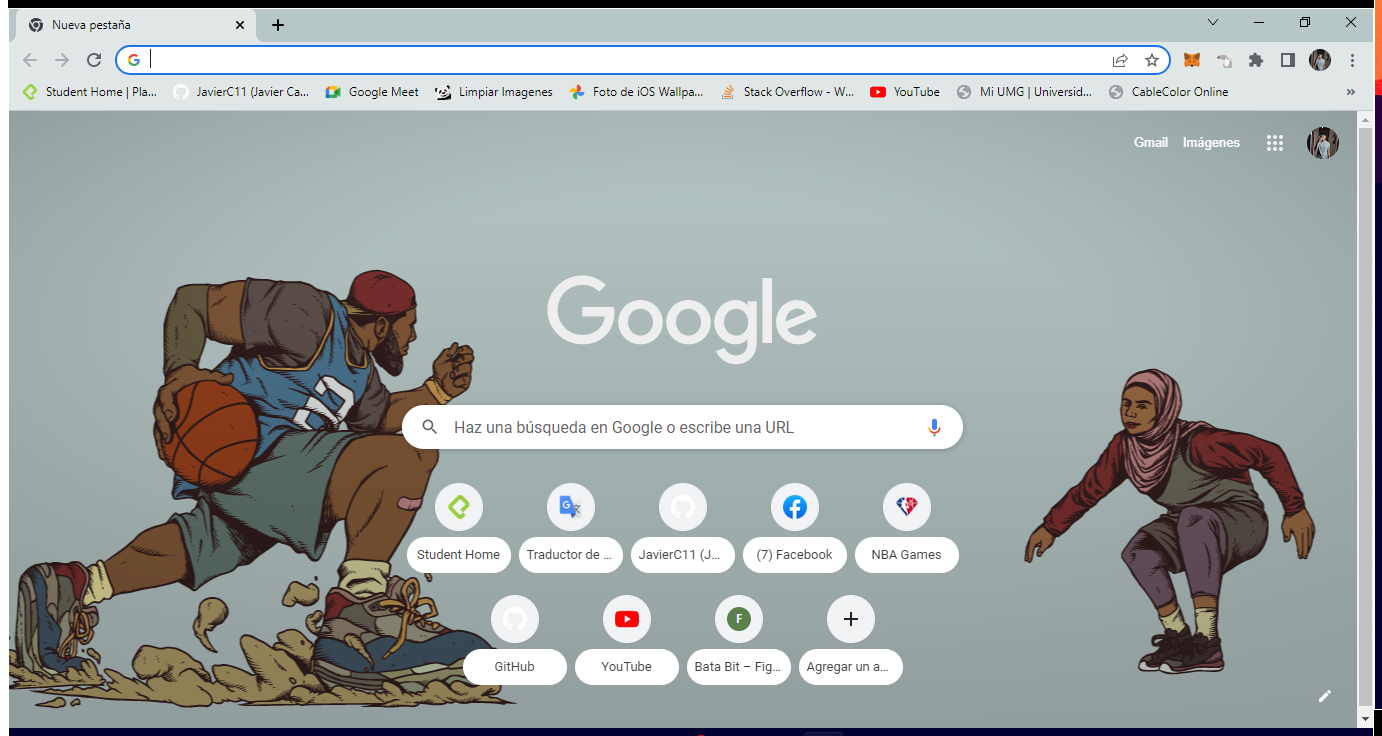 Nueva pestaña
Student Home | Pla...
JavierC11 (Javier Ca...
Google Meet
Limpiar Imagenes
Foto de iOS Wallpa...
Stack Overflow - W...
YouTube
Mi UMG | Universid...
CableColor Online
»
Gmail
Imágenes
Google
Haz una búsqueda en Google o escribe una URL
Student Home
Traductor de ...
JavierC11 (J...
(7) Facebook
NBA Games
F
GitHub
YouTube
Bata Bit – Fig...
Agregar un a...